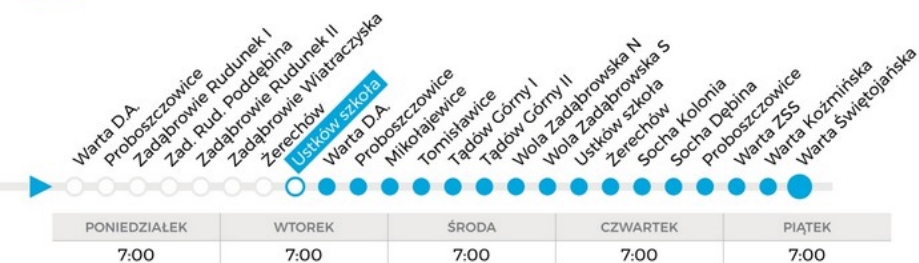 Warta D.A.
Proboszczowice
Zadąbrowie Rudunek I
Zad. Rud. Poddębina
Zadąbrowie Rudunek II
Zadąbrowie Wiatraczyska
Żerechów
Ustków szkoła
Warta D.A.
Proboszczowice
Mikołajewice
Tomisławice
Tądów Górny I
Tądów Górny II
Wola Zadąbrowska N
Wola Zadąbrowska S
Ustków szkoła
Żerechów
Socha Kolonia
Socha Dębina
Proboszczowice
Warta ZSS
Warta Koźmińska
Warta Świętojańska
PONIEDZIAŁEK WTOREK ŚRODA CZWARTEK PIĄTEK
7:00 7:00 7:00 7:00 7:00